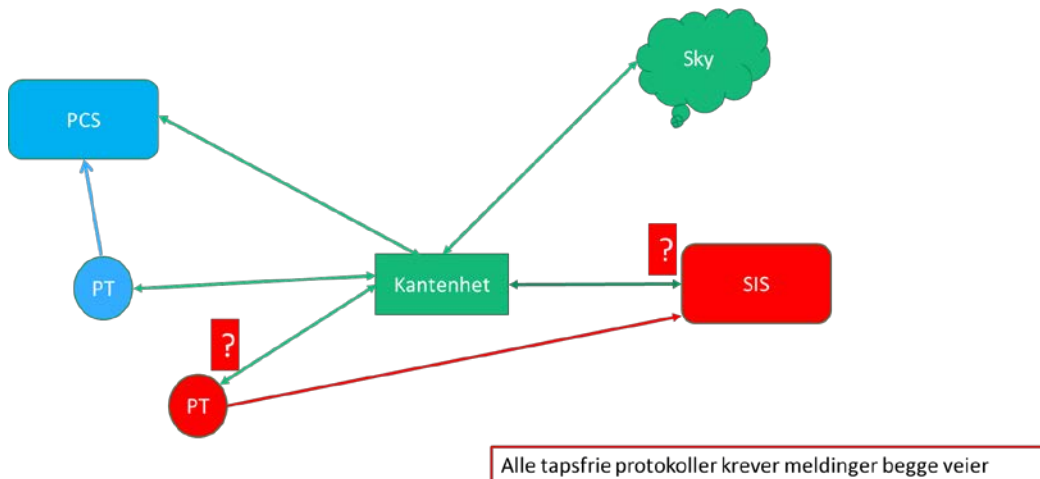 Sky
PCS
?
Kantenhet
SIS
PT
?
PT
Alle tapsfrie protokoller krever meldinger begge veier